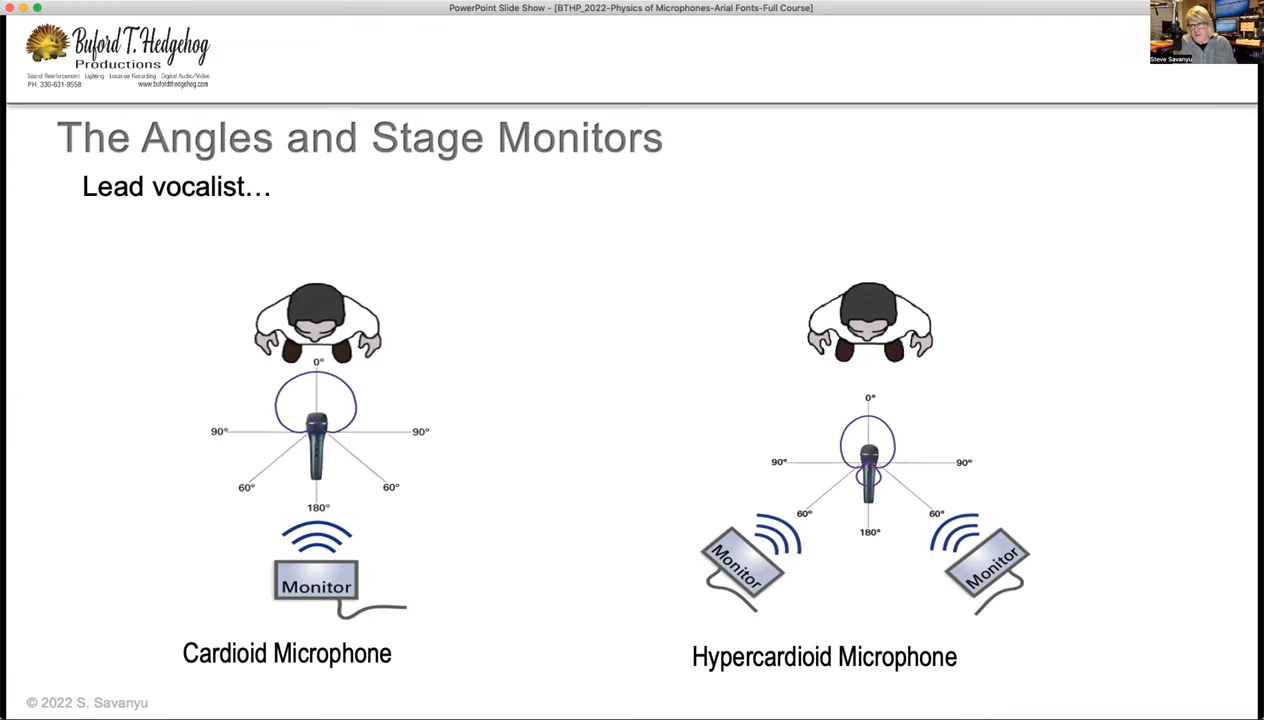 PowerPoint Slide Show - [BTHP_2022-Physics of Microphones-Arial Fonts-Full Course]
Buford T. Hedgehog
Productions
Sound Reinforcement Lighting Location Recording Digital Audio/Video
PH: 330-631-9558 www.bufordthedgehog.com
Steve Savanyu
The Angles and Stage Monitors
Lead vocalist…
0°
90° 90°
60° 60°
180°
Monitor
Cardioid Microphone
0°
90° 90°
60° 60°
180°
Monitor Monitor
Hypercardioid Microphone
© 2022 S. Savanyu